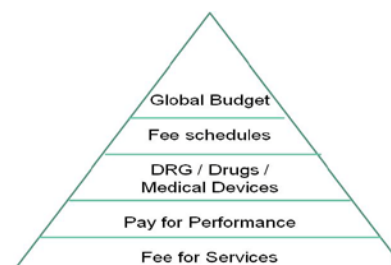 Global Budget
Fee schedules
DRG / Drugs /
Medical Devices
Pay for Performance
Fee for Services